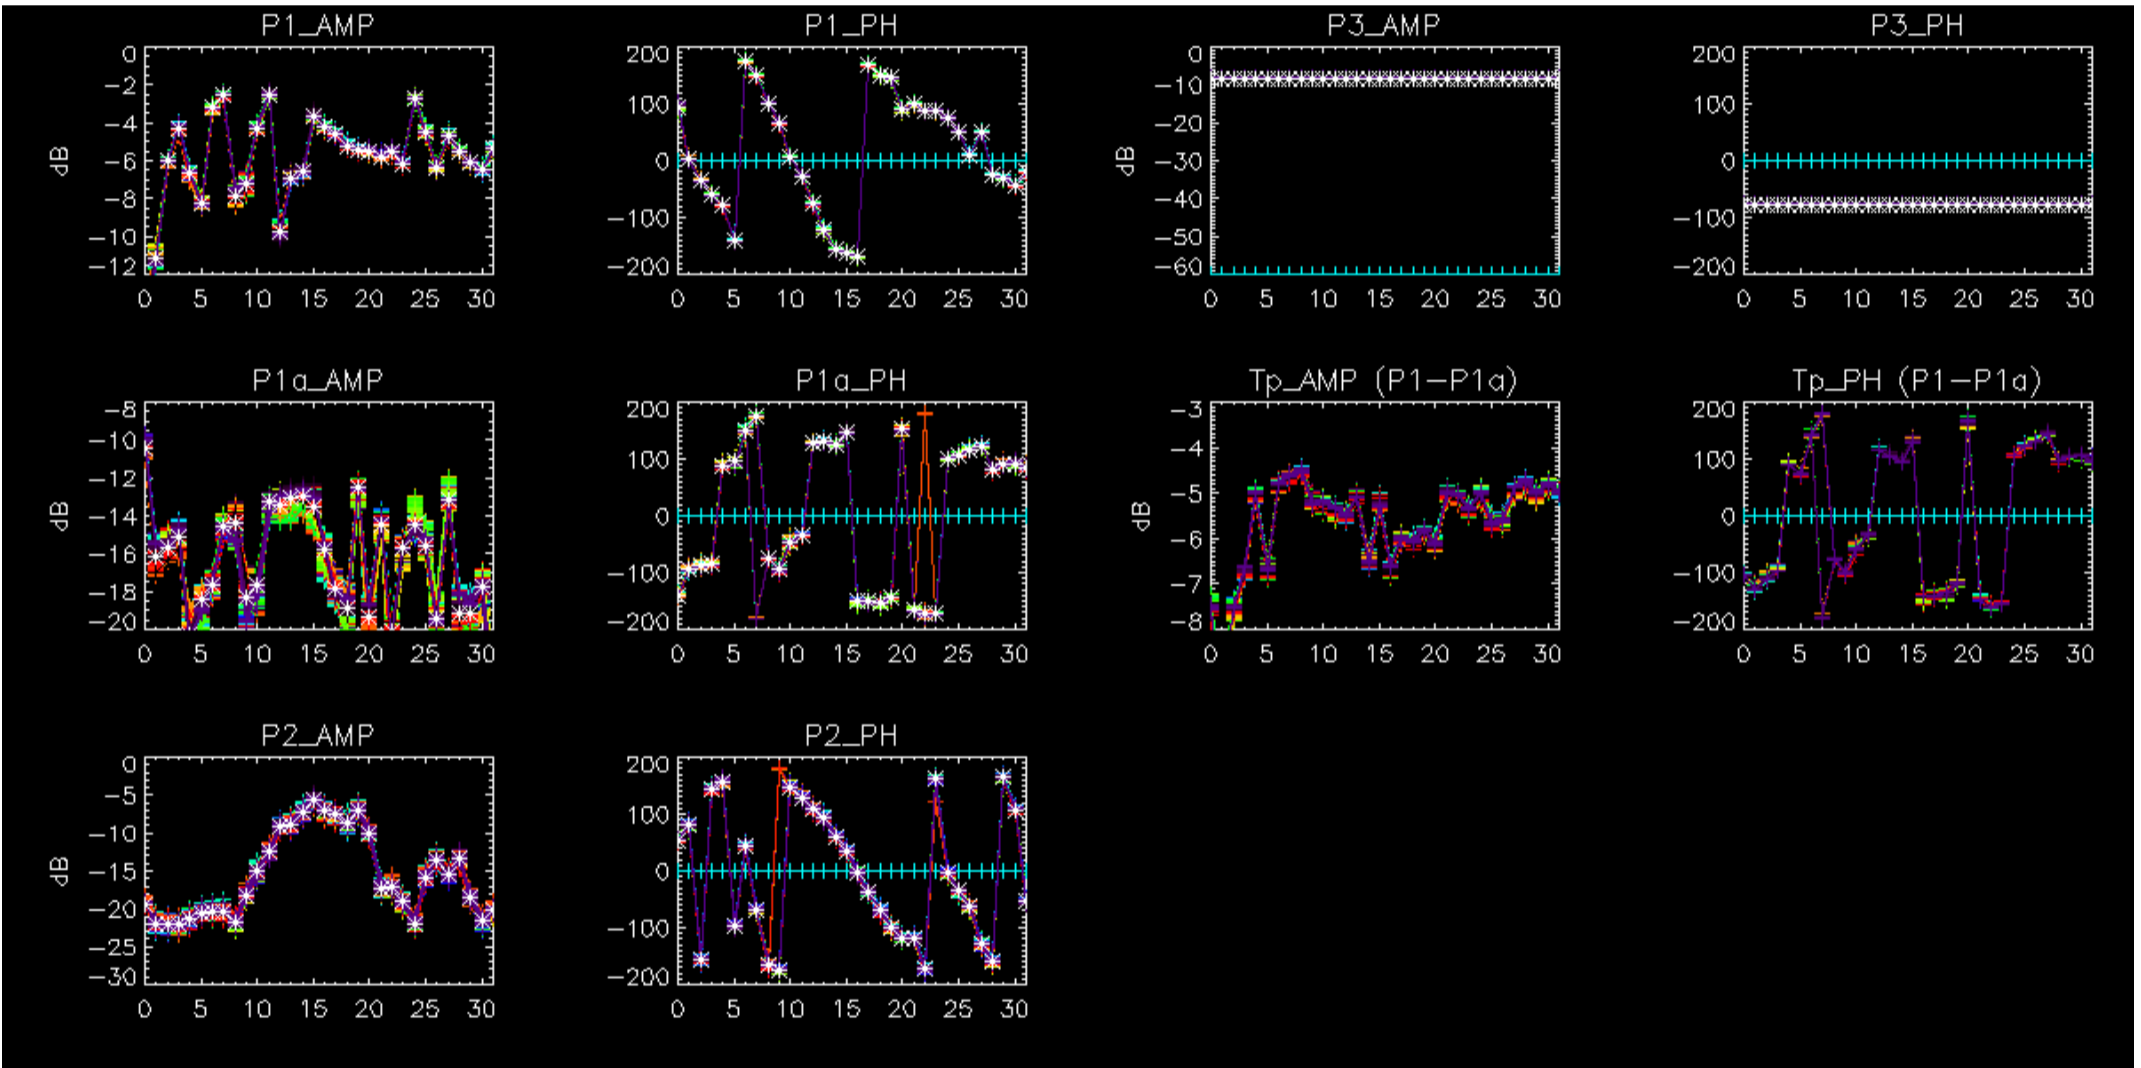 P1_AMP
P1_PH
P3_AMP
P3_PH
0
−2
−4
−6
−8
−10
−12
dB
0 5 10 15 20 25 30
200
100
0
−100
−200
0 5 10 15 20 25 30
0
−10
−20
−30
−40
−50
−60
dB
0 5 10 15 20 25 30
200
100
0
−100
−200
0 5 10 15 20 25 30
P1a_AMP
P1a_PH
Tp_AMP (P1−P1a)
Tp_PH (P1−P1a)
−8
−10
−12
−14
−16
−18
−20
dB
0 5 10 15 20 25 30
200
100
0
−100
−200
0 5 10 15 20 25 30
−3
−4
−5
−6
−7
−8
dB
0 5 10 15 20 25 30
200
100
0
−100
−200
0 5 10 15 20 25 30
P2_AMP
P2_PH
0
−5
−10
−15
−20
−25
−30
dB
0 5 10 15 20 25 30
200
100
0
−100
−200
0 5 10 15 20 25 30